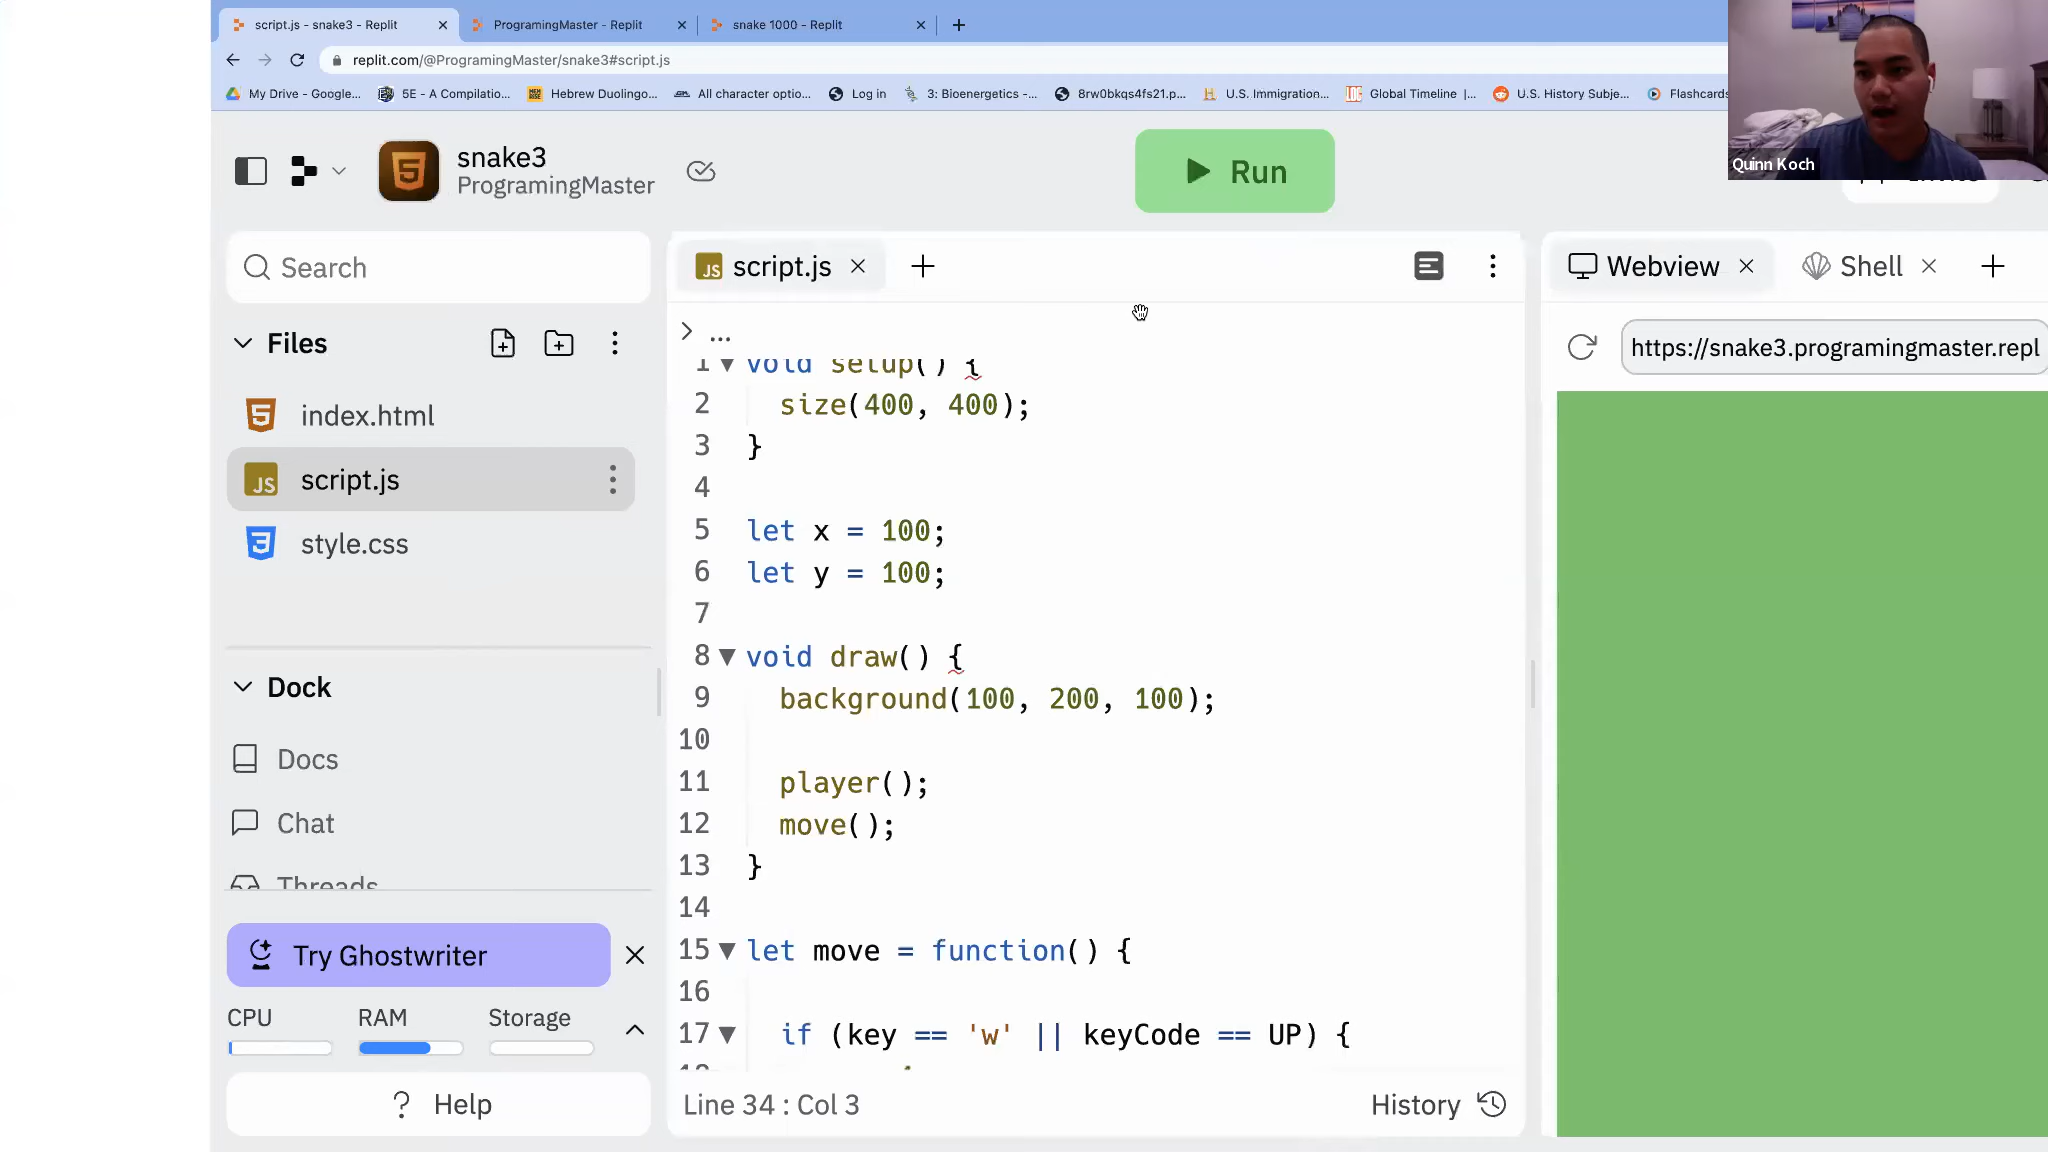 script.js - snake3 - Replit
ProgramingMaster - Replit
snake 1000 - Replit
replit.com/@ProgramingMaster/snake3#script.js
My Drive - Google...
5E - A Compilatio...
Hebrew Duolingo...
All character optio...
Log in
3: Bioenergetics -...
8rw0bkqs4fs21.p...
U.S. Immigration...
Global Timeline |...
U.S. History Subje...
Flashcards
Quinn Koch
snake3
ProgramingMaster
Run
Search
script.js
Webview
Shell
Files
...
https://snake3.programingmaster.repl
index.html
script.js
style.css
Dock
Docs
Chat
Threads
Try Ghostwriter
CPU
RAM
Storage
? Help
1 void setup() {
2 size(400, 400);
3 }
4
5 let x = 100;
6 let y = 100;
7
8 void draw() {
9 background(100, 200, 100);
10
11 player();
12 move();
13 }
14
15 let move = function() {
16
17 if (key == 'w' || keyCode == UP) {
Line 34 : Col 3
History